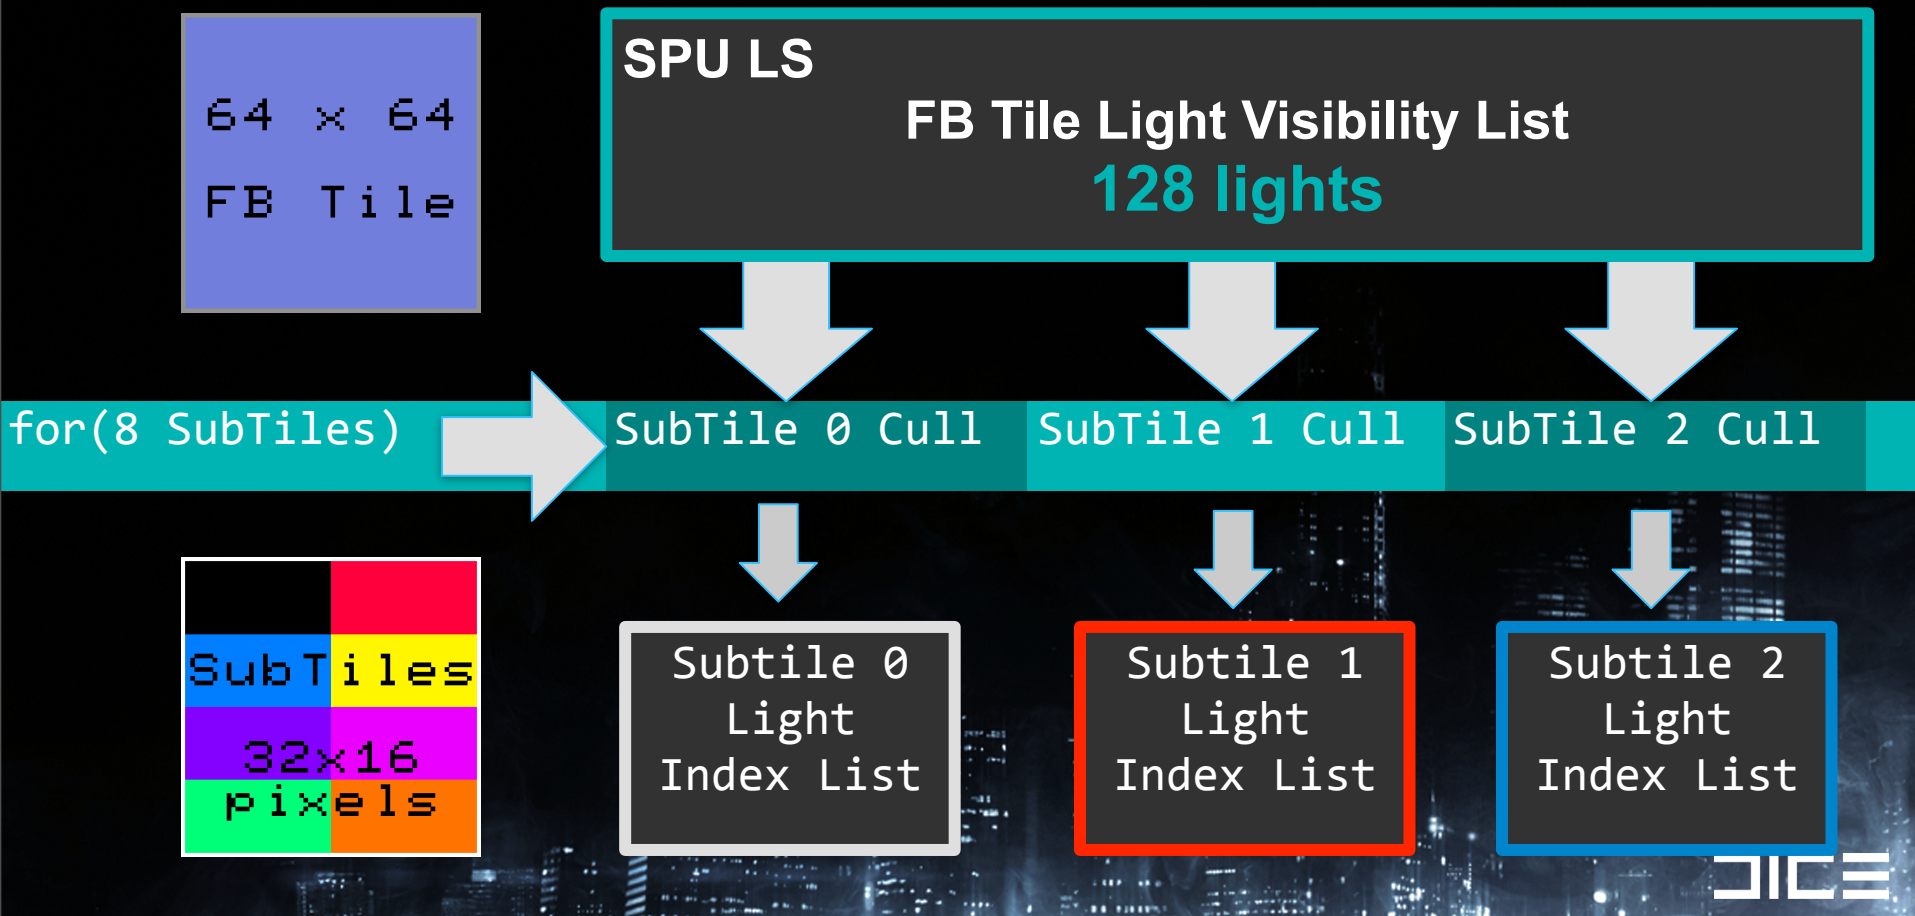 64 x 64
FB Tile
SPU LS
FB Tile Light Visibility List
128 lights
for(8 SubTiles)
SubTile 0 Cull
SubTile 1 Cull
SubTile 2 Cull
SubTiles
32x16
pixels
Subtile 0
Light
Index List
Subtile 1
Light
Index List
Subtile 2
Light
Index List
DICE